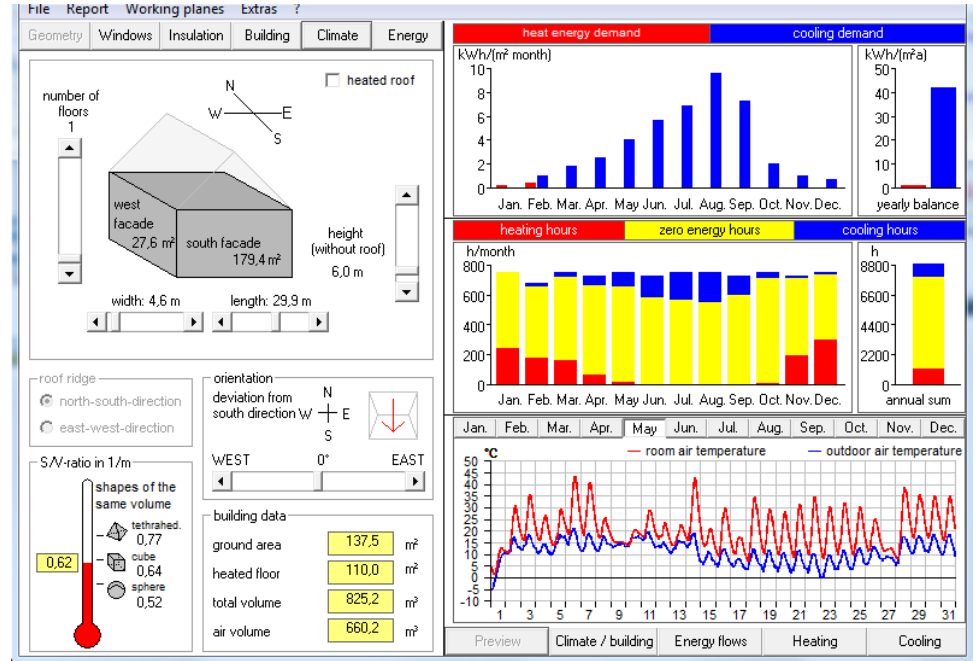 File Report Working planes Extras ?
Geometry Windows Insulation Building Climate Energy
number of
floors
1
heated roof
N
W E
S
west
facade
27,6 m²
south facade
179,4 m²
height
(without roof)
6,0 m
width: 4,6 m length: 29,9 m
roof ridge
north-south-direction
east-west-direction
orientation
deviation from
south direction
N
W E
S
WEST 0° EAST
S/V-ratio in 1/m
shapes of the
same volume
tethrahed.
0,77
cube
0,64
sphere
0,52
0,62
building data
ground area 137,5 m²
heated floor 110,0 m²
total volume 825,2 m³
air volume 660,2 m³
heat energy demand cooling demand
kWh/(m² month)
10
8
6
4
2
0
Jan. Feb. Mar. Apr. May Jun. Jul. Aug. Sep. Oct. Nov. Dec.
kWh/(m²a)
50
40
30
20
10
0
yearly balance
heating hours zero energy hours cooling hours
h/month
800
600
400
200
0
Jan. Feb. Mar. Apr. May Jun. Jul. Aug. Sep. Oct. Nov. Dec.
h
8800
6600
4400
2200
0
annual sum
Jan. Feb. Mar. Apr. May Jun. Jul. Aug. Sep. Oct. Nov. Dec.
°C
room air temperature outdoor air temperature
50
45
40
35
30
25
20
15
10
5
0
-5
-10
1 3 5 7 9 11 13 15 17 19 21 23 25 27 29 31
Preview Climate / building Energy flows Heating Cooling